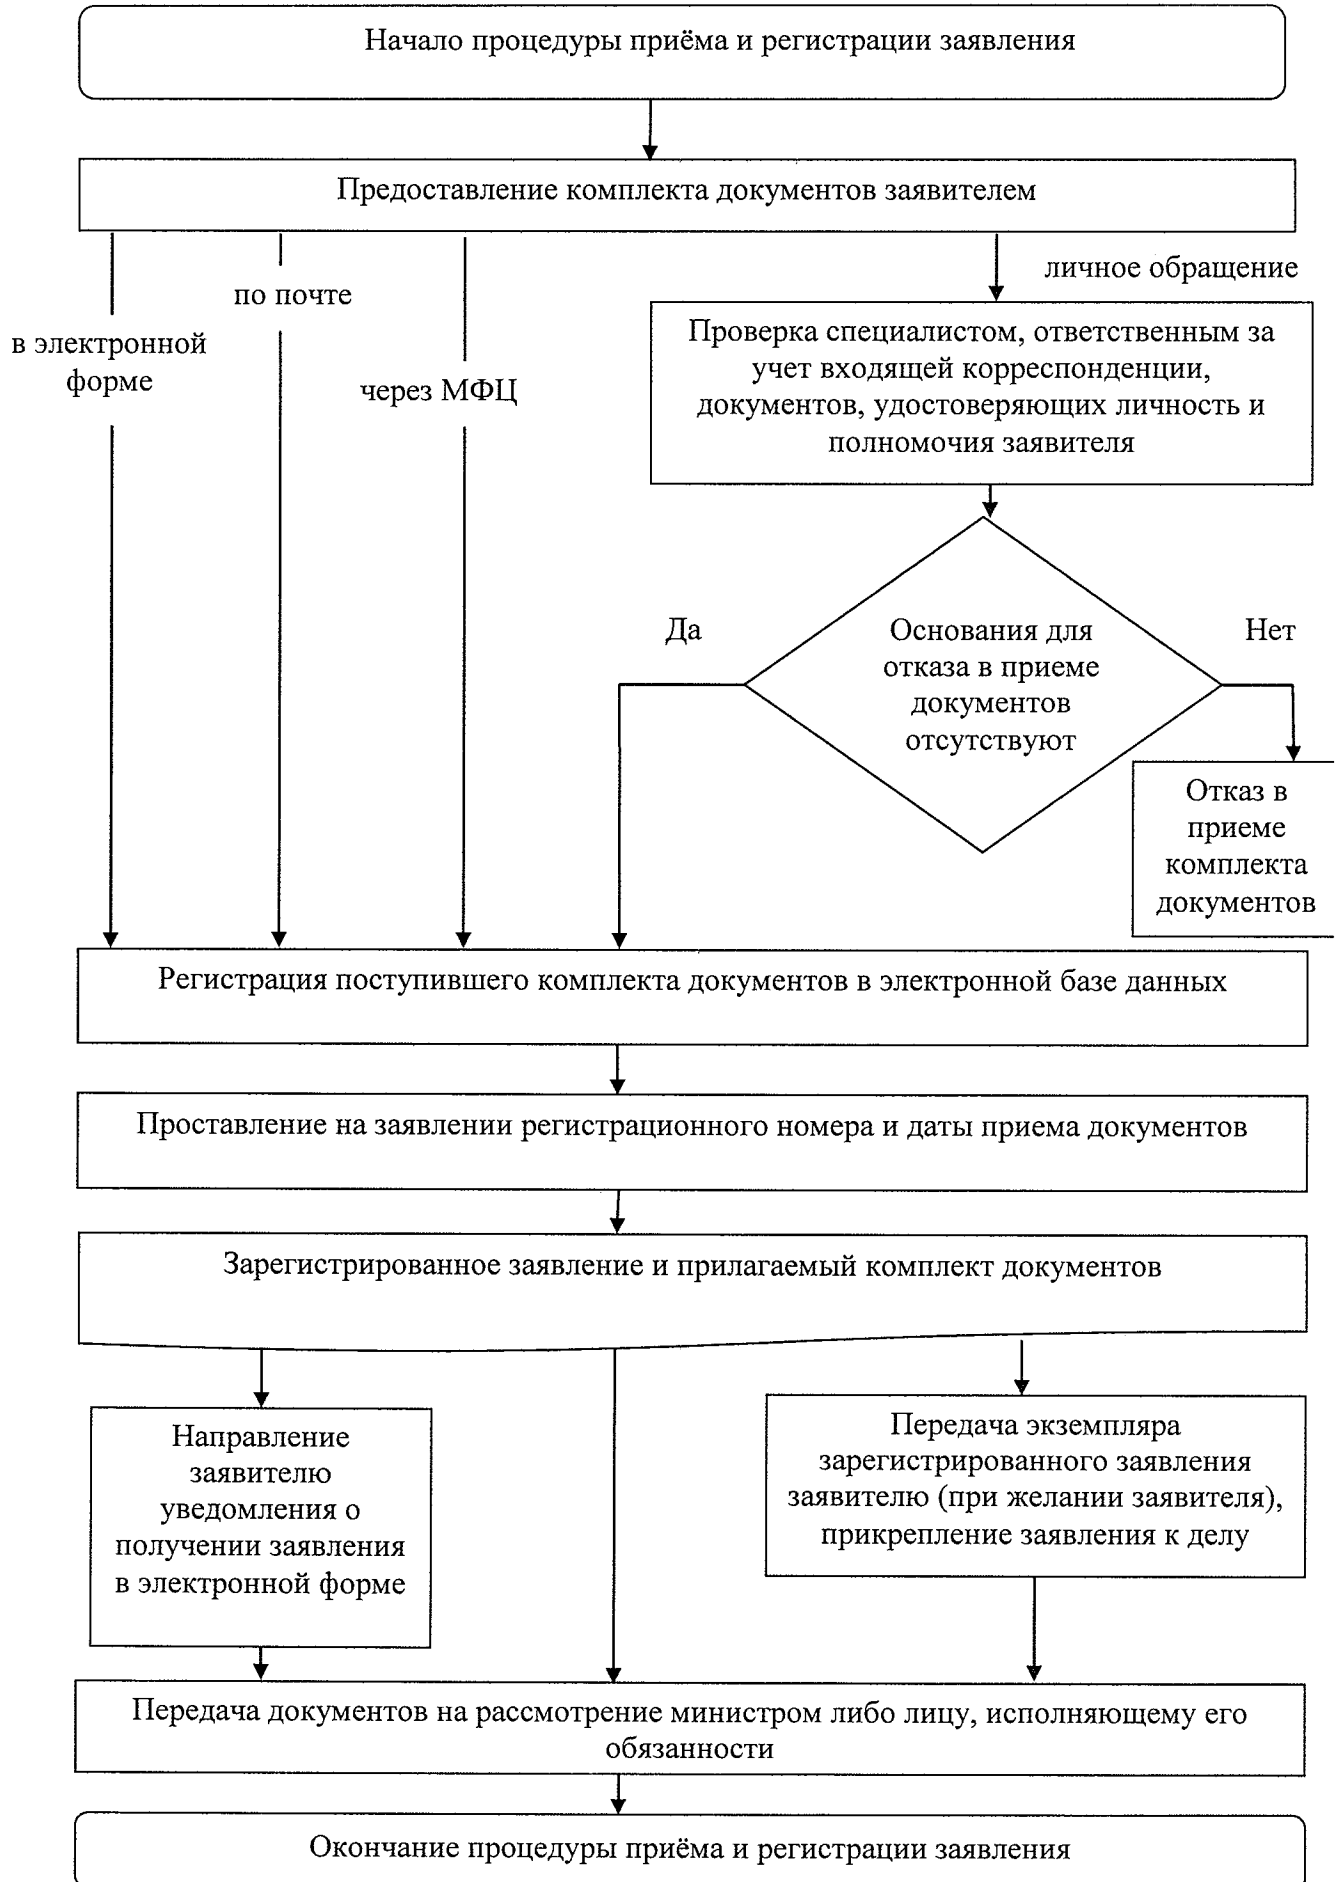 Начало процедуры приёма и регистрации заявления
Предоставление комплекта документов заявителем
личное обращение
по почте
в электронной
форме
через МФЦ
Проверка специалистом, ответственным за
учет входящей корреспонденции,
документов, удостоверяющих личность и
полномочия заявителя
Да
Основания для
отказа в приеме
документов
отсутствуют
Нет
Отказ в
приеме
комплекта
документов
Регистрация поступившего комплекта документов в электронной базе данных
Проставление на заявлении регистрационного номера и даты приема документов
Зарегистрированное заявление и прилагаемый комплект документов
Направление
заявителю
уведомления о
получении заявления
в электронной форме
Передача экземпляра
зарегистрированного заявления
заявителю (при желании заявителя),
прикрепление заявления к делу
Передача документов на рассмотрение министром либо лицу, исполняющему его
обязанности
Окончание процедуры приёма и регистрации заявления